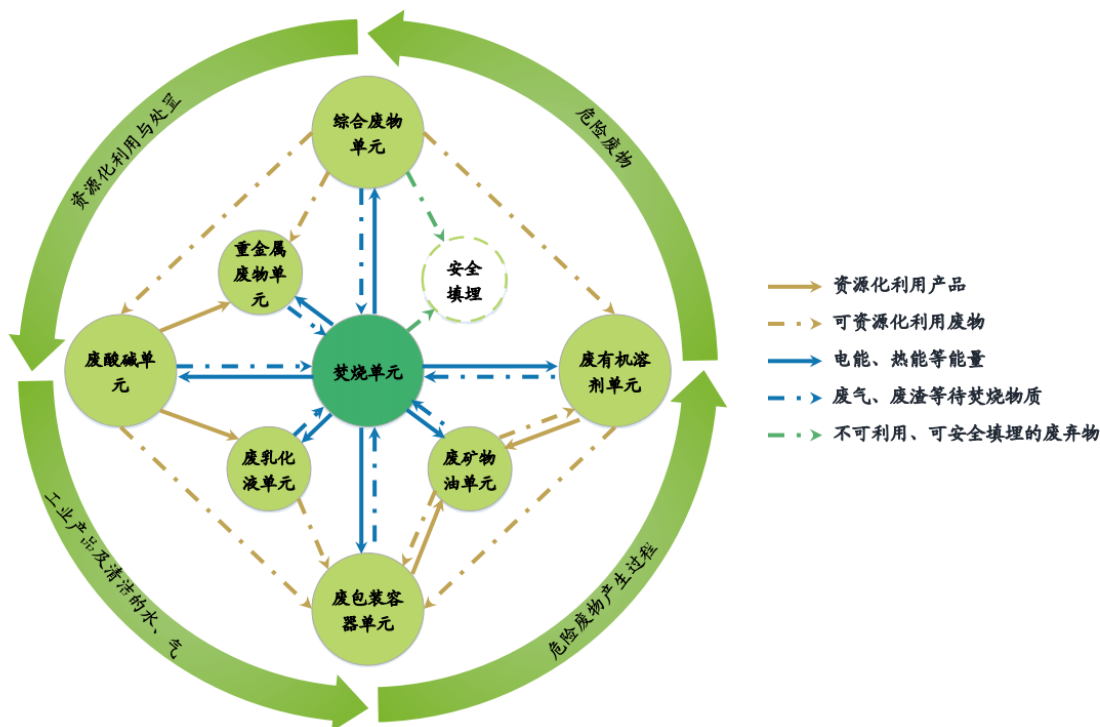 资源化利用与处置
危险废物
综合废物
单元
重金属
废物单
元
安全
填埋
废酸碱单
元
焚烧单元
废有机溶
剂单元
废乳化
液单元
废矿物
油单元
废包装容
器单元
工业产品及清洁的水、气
危险废物产生过程
资源化利用产品
可资源化利用废物
电能、热能等能量
废气、废渣等待焚烧物质
不可利用、可安全填埋的废弃物